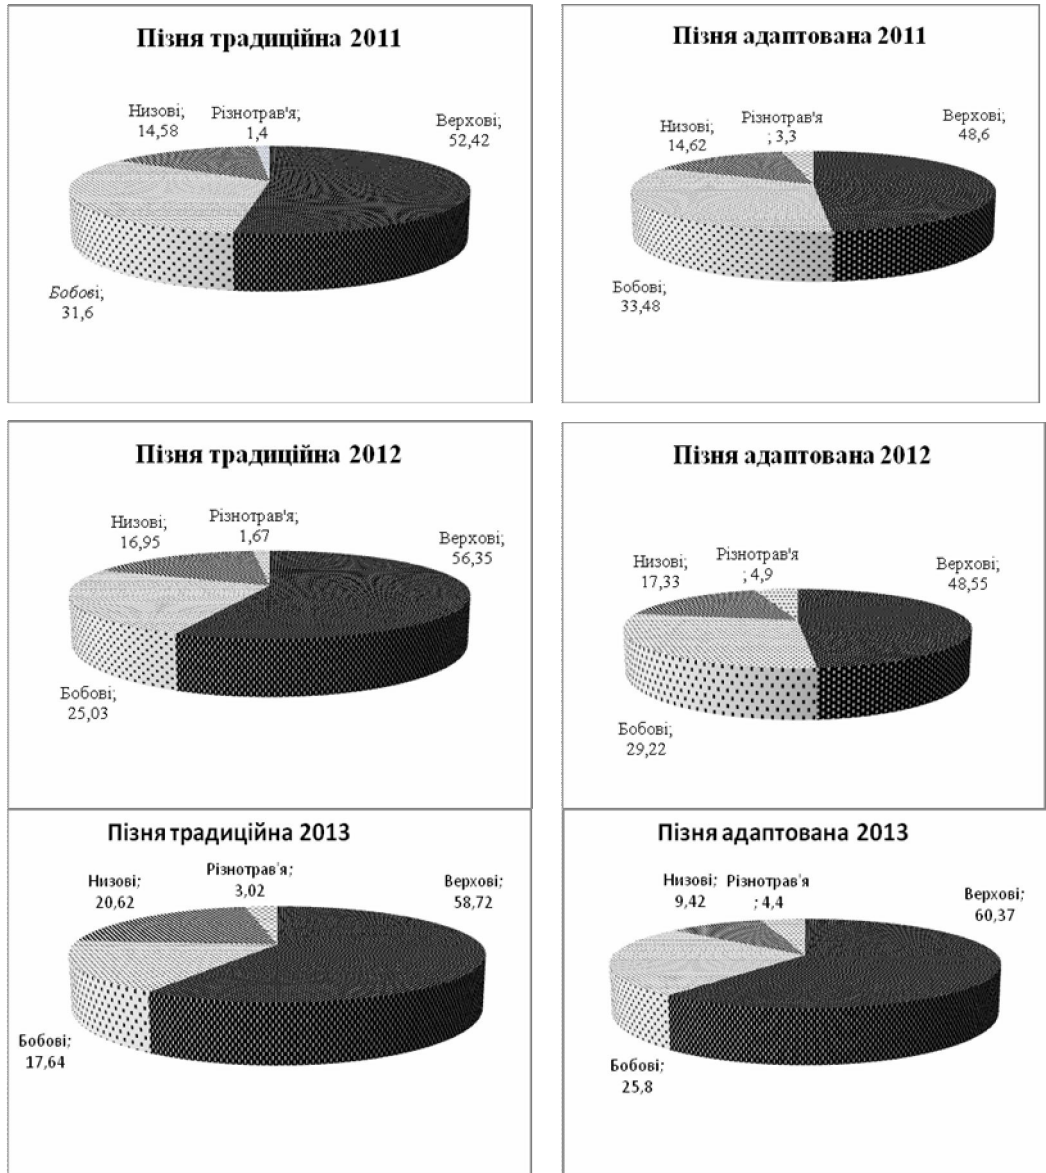 Пізня традиційна 2011
Низові;
14,58
Різнотрав'я;
1,4
Верхові;
52,42
Бобові;
31,6
Пізня адаптована 2011
Низові;
14,62
Різнотрав'я
; 3,3
Верхові;
48,6
Бобові;
33,48
Пізня традиційна 2012
Низові;
16,95
Різнотрав'я;
1,67
Верхові;
56,35
Бобові;
25,03
Пізня адаптована 2012
Низові;
17,33
Різнотрав'я
; 4,9
Верхові;
48,55
Бобові;
29,22
Пізня традиційна 2013
Низові;
20,62
Різнотрав'я;
3,02
Верхові;
58,72
Бобові;
17,64
Пізня адаптована 2013
Низові;
9,42
Різнотрав'я
; 4,4
Верхові;
60,37
Бобові;
25,8